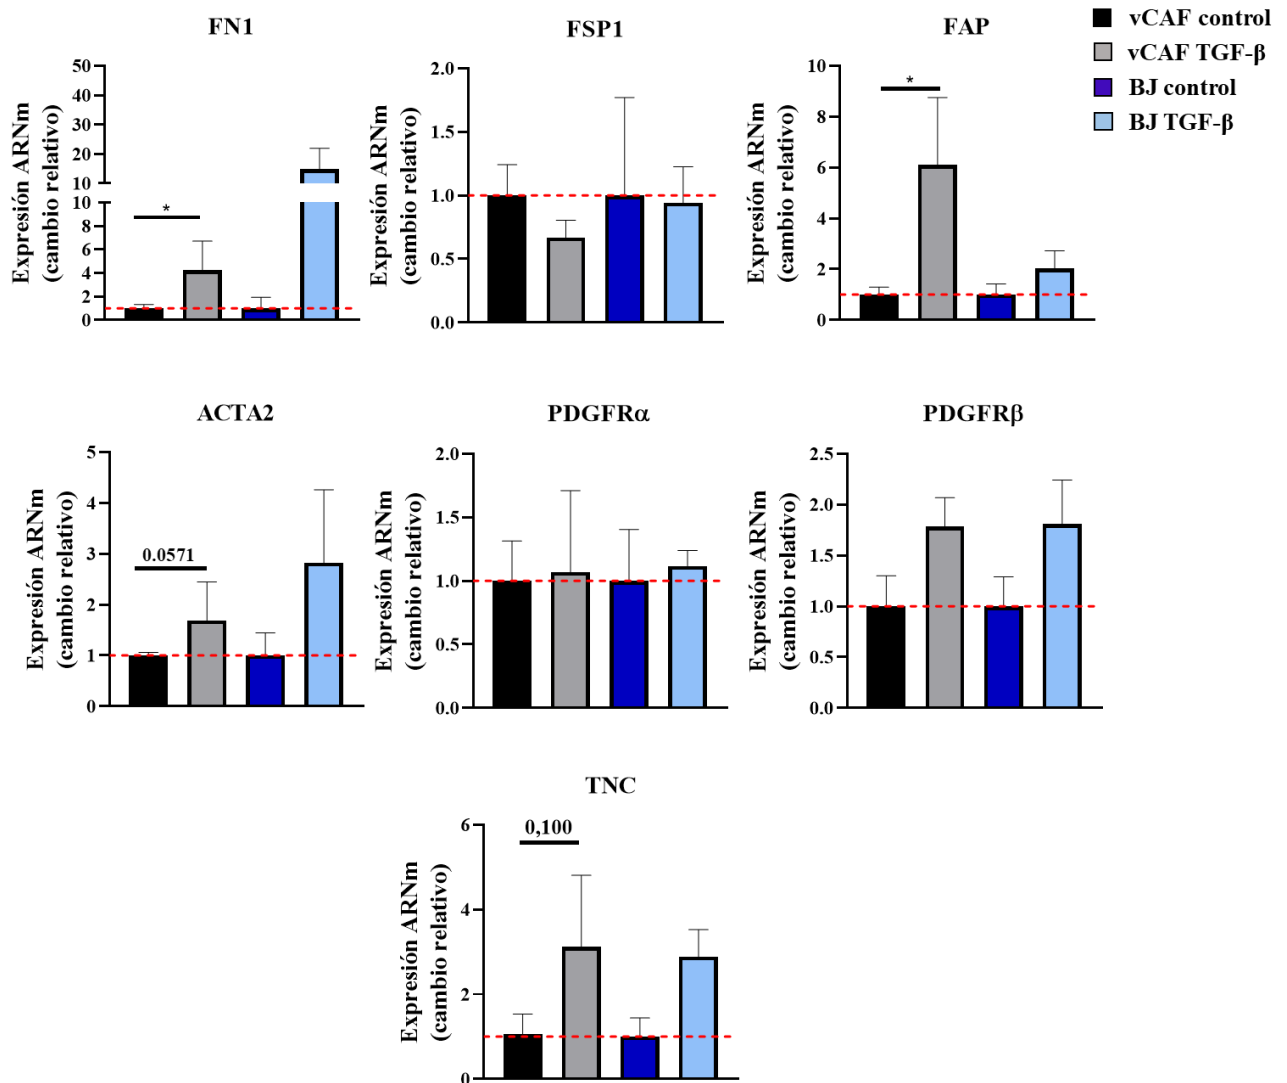 FN1
FSP1
FAP
vCAF control
vCAF TGF-β
BJ control
BJ TGF-β
Expresión ARNm
(cambio relativo)
50
40
30
20
10
10
8
6
4
2
0
*
Expresión ARNm
(cambio relativo)
2.0
1.5
1.0
0.5
0.0
Expresión ARNm
(cambio relativo)
10
8
6
4
2
0
*
ACTA2
PDGFRα
PDGFRβ
Expresión ARNm
(cambio relativo)
5
4
3
2
1
0
0.0571
Expresión ARNm
(cambio relativo)
2.0
1.5
1.0
0.5
0.0
Expresión ARNm
(cambio relativo)
2.5
2.0
1.5
1.0
0.5
0.0
TNC
Expresión ARNm
(cambio relativo)
6
4
2
0
0,100